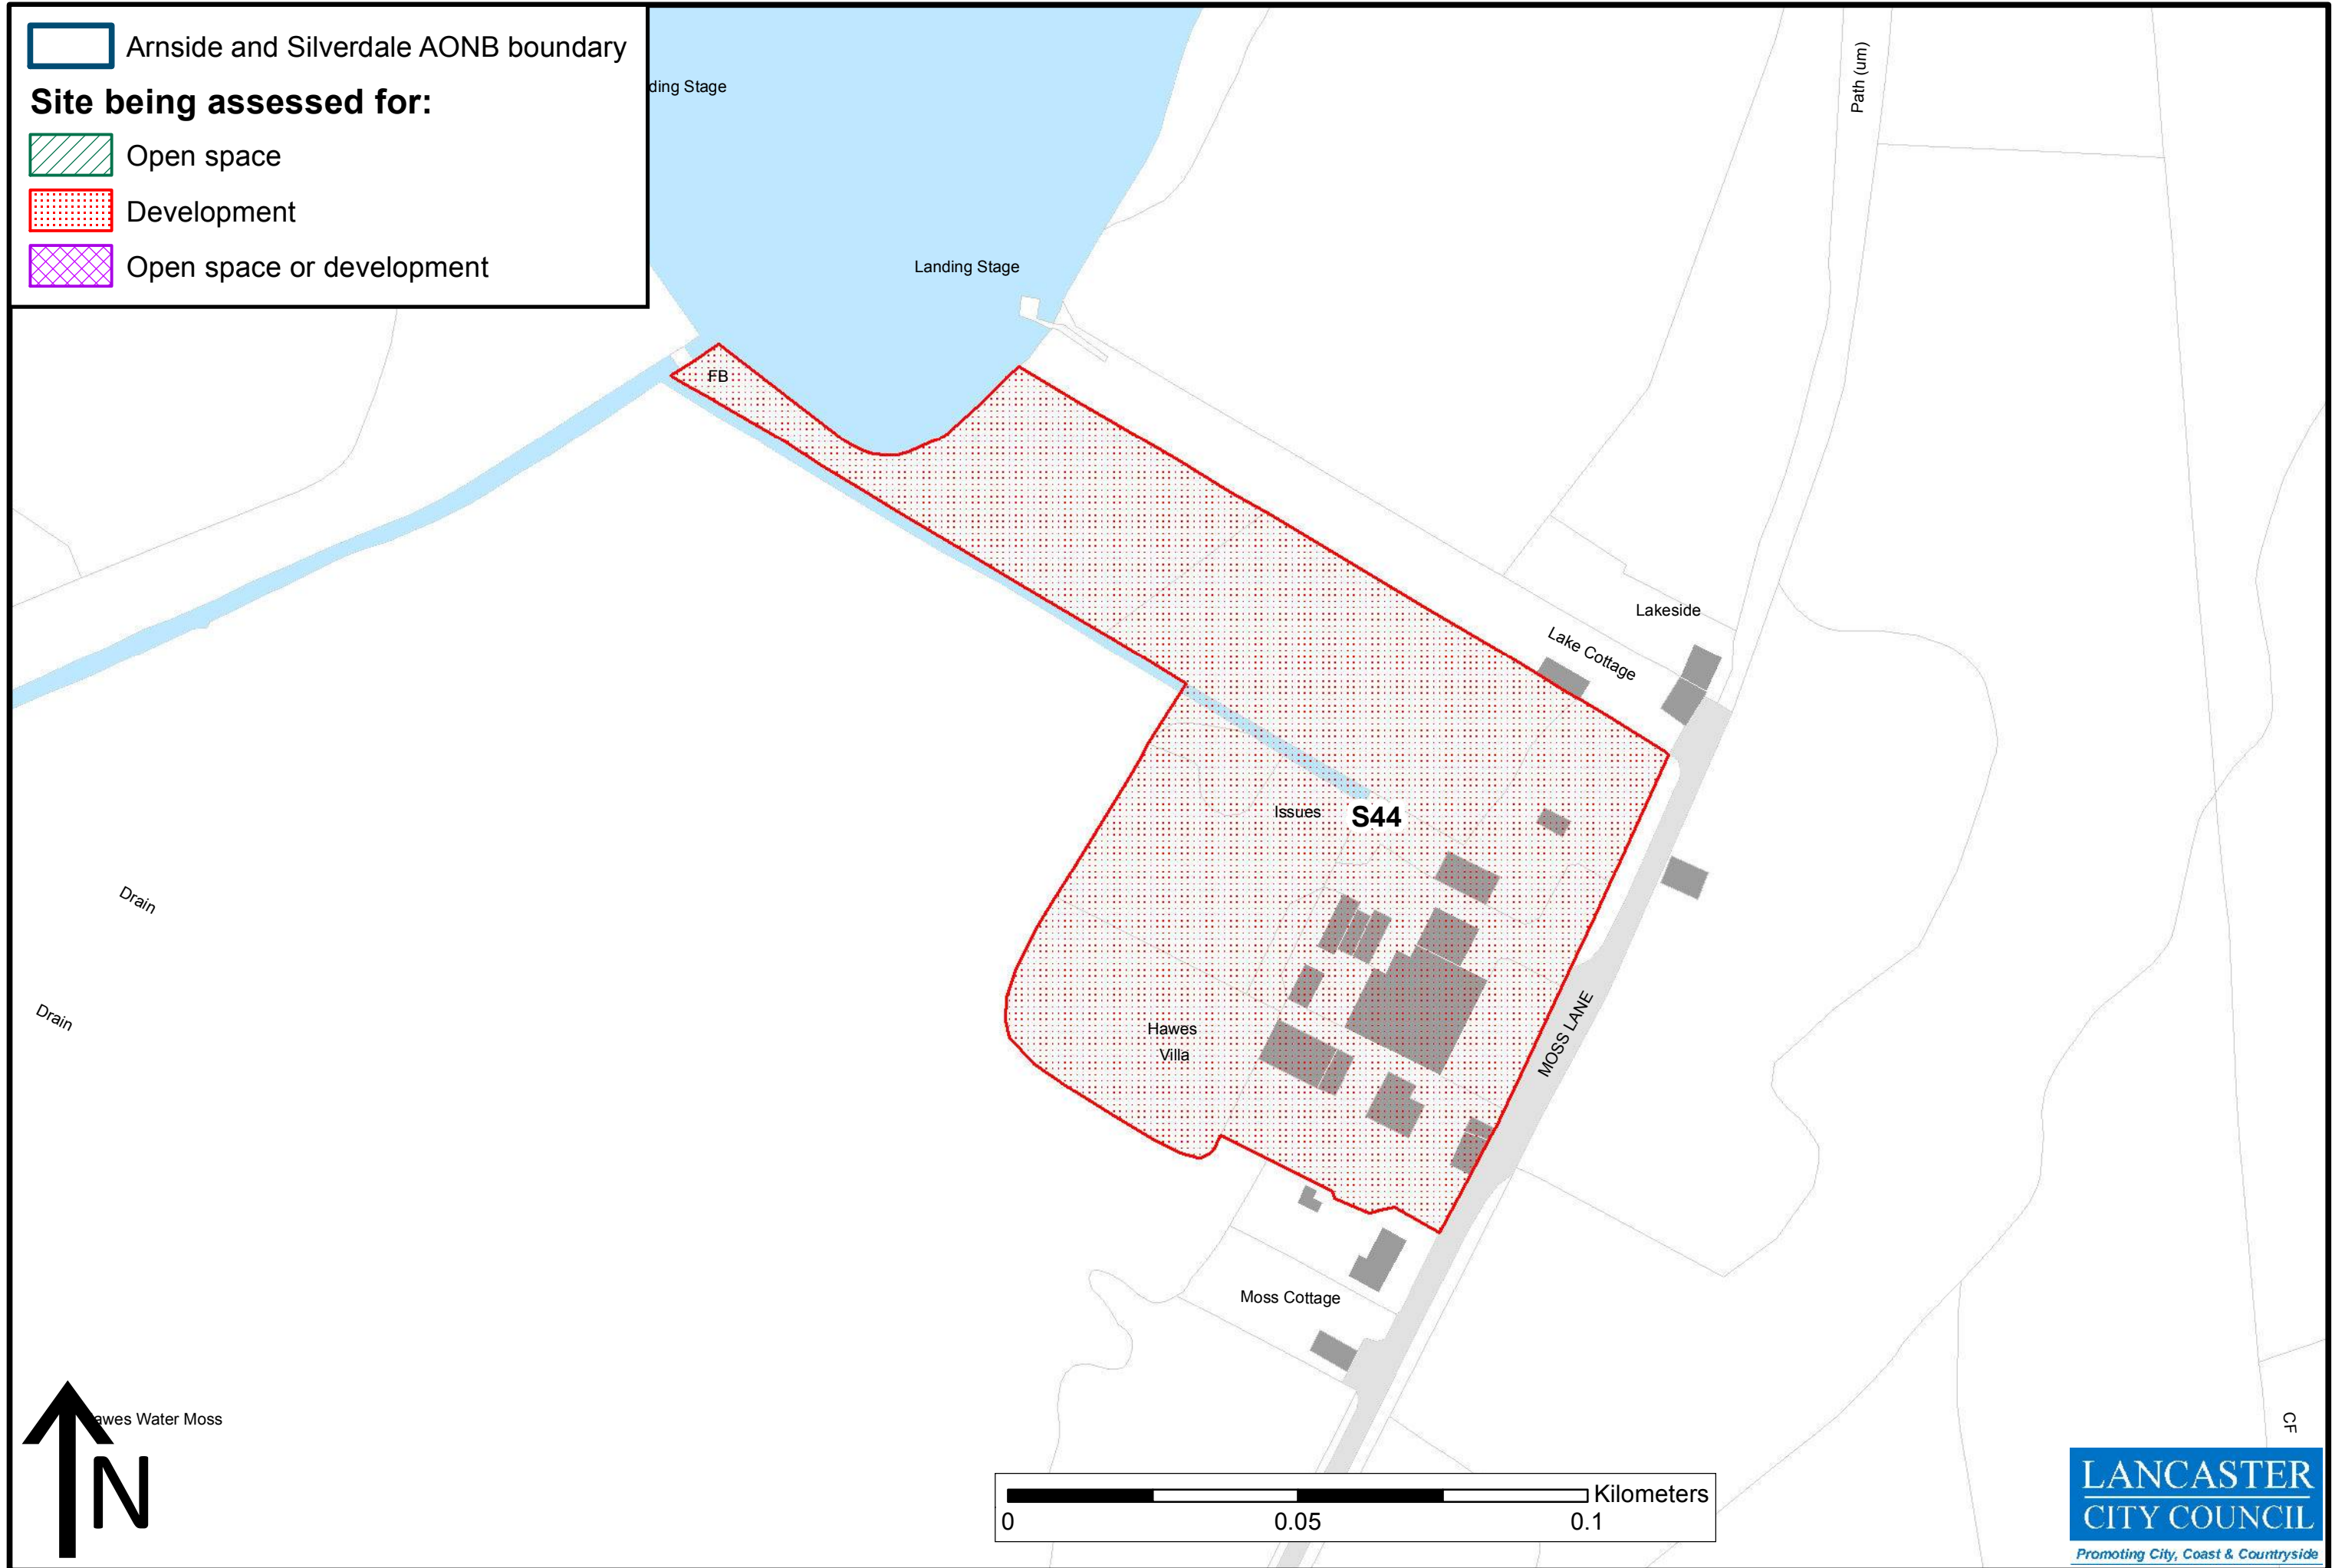 Arnside and Silverdale AONB boundary
Site being assessed for:
Open space
Development
Open space or development
ding Stage
Landing Stage
Path (um)
FB
Lakeside
Lake Cottage
Issues
S44
Drain
Drain
Hawes
Villa
MOSS LANE
Moss Cottage
awes Water Moss
N
CF
Kilometers
0 0.05 0.1
LANCASTER
CITY COUNCIL
Promoting City, Coast & Countryside